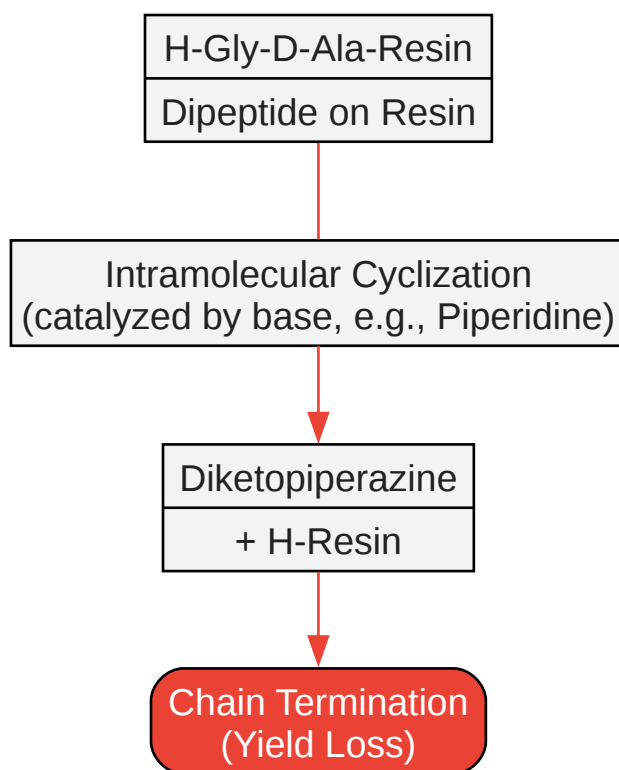 H-Gly-D-Ala-Resin
Dipeptide on Resin
Intramolecular Cyclization
(catalyzed by base, e.g., Piperidine)
Diketopiperazine
+ H-Resin
Chain Termination
(Yield Loss)